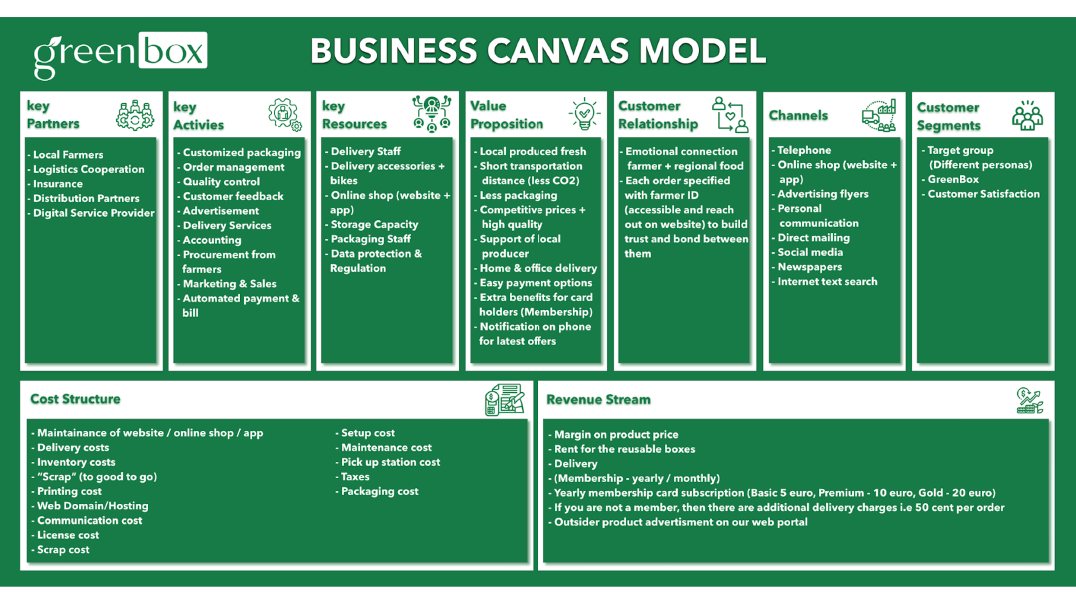 greenbox
BUSINESS CANVAS MODEL
key
Partners
- Local Farmers
- Logistics Cooperation
- Insurance
- Distribution Partners
- Digital Service Provider
key
Activies
- Customized packaging
- Order management
- Quality control
- Customer feedback
- Advertisement
- Delivery Services
- Accounting
- Procurement from
farmers
- Marketing & Sales
- Automated payment &
bill
key
Resources
- Delivery Staff
- Delivery accessories +
bikes
- Online shop (website +
app)
- Storage Capacity
- Packaging Staff
- Data protection &
Regulation
Value
Proposition
- Local produced fresh
- Short transportation
distance (less CO2)
- Less packaging
- Competitive prices +
high quality
- Support of local
producer
- Home & office delivery
- Easy payment options
- Extra benefits for card
holders (Membership)
- Notification on phone
for latest offers
Customer
Relationship
- Emotional connection
farmer + regional food
- Each order specified
with farmer ID
(accessible and reach
out on website) to build
trust and bond between
them
Channels
- Telephone
- Online shop (website +
app)
- Advertising flyers
- Personal
communication
- Direct mailing
- Social media
- Newspapers
- Internet text search
Customer
Segments
- Target group
(Different personas)
- GreenBox
- Customer Satisfaction
Cost Structure
- Maintainance of website / online shop / app
- Delivery costs
- Inventory costs
- "Scrap" (to good to go)
- Printing cost
- Web Domain/Hosting
- Communication cost
- License cost
- Scrap cost
- Setup cost
- Maintenance cost
- Pick up station cost
- Taxes
- Packaging cost
Revenue Stream
- Margin on product price
- Rent for the reusable boxes
- Delivery
- (Membership - yearly / monthly)
- Yearly membership card subscription (Basic 5 euro, Premium - 10 euro, Gold - 20 euro)
- If you are not a member, then there are additional delivery charges i.e 50 cent per order
- Outsider product advertisment on our web portal